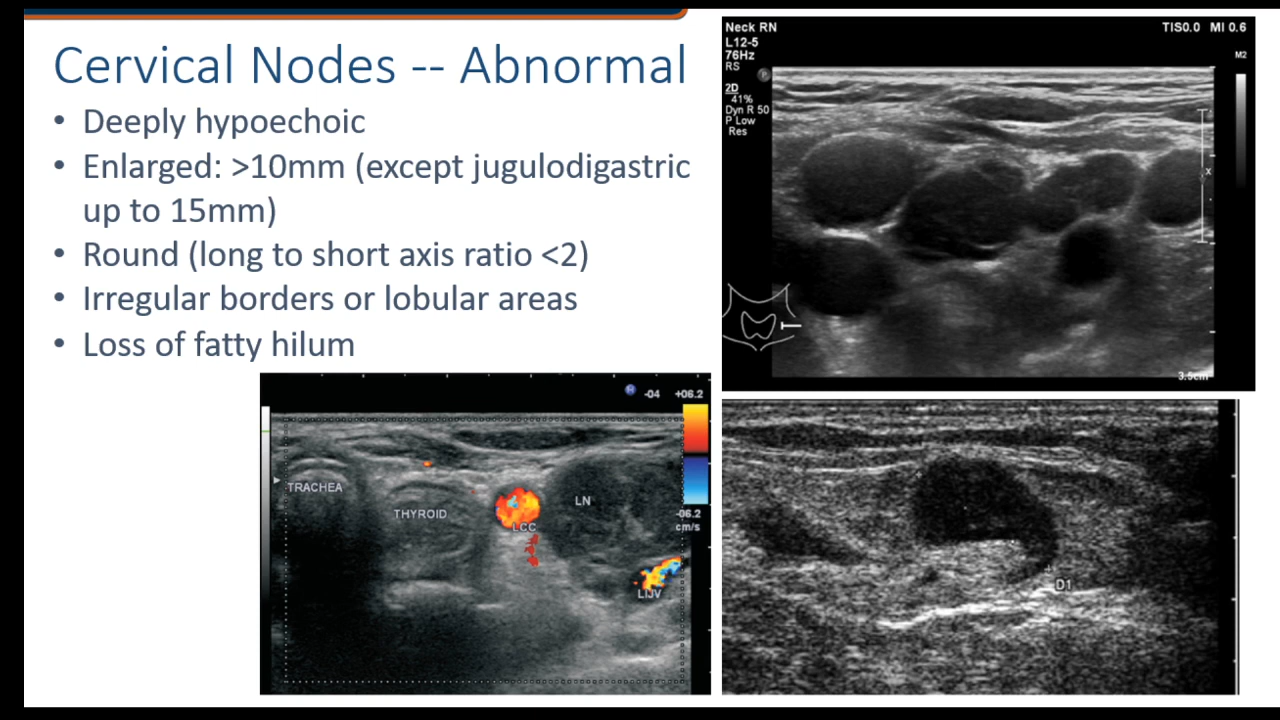 Cervical Nodes -- Abnormal
• Deeply hypoechoic
• Enlarged: >10mm (except jugulodigastric
up to 15mm)
• Round (long to short axis ratio <2)
• Irregular borders or lobular areas
• Loss of fatty hilum
Neck RN
TIS0.0 MI 0.6
L12-5
76Hz
RS
M2
P
2D
41%
Dyn R 50
P Low
Res
X
3.5cm
-04 +06.2
TRACHEA
THYROID
LCC
LN
LIJV
-06.2
cm/s
D1